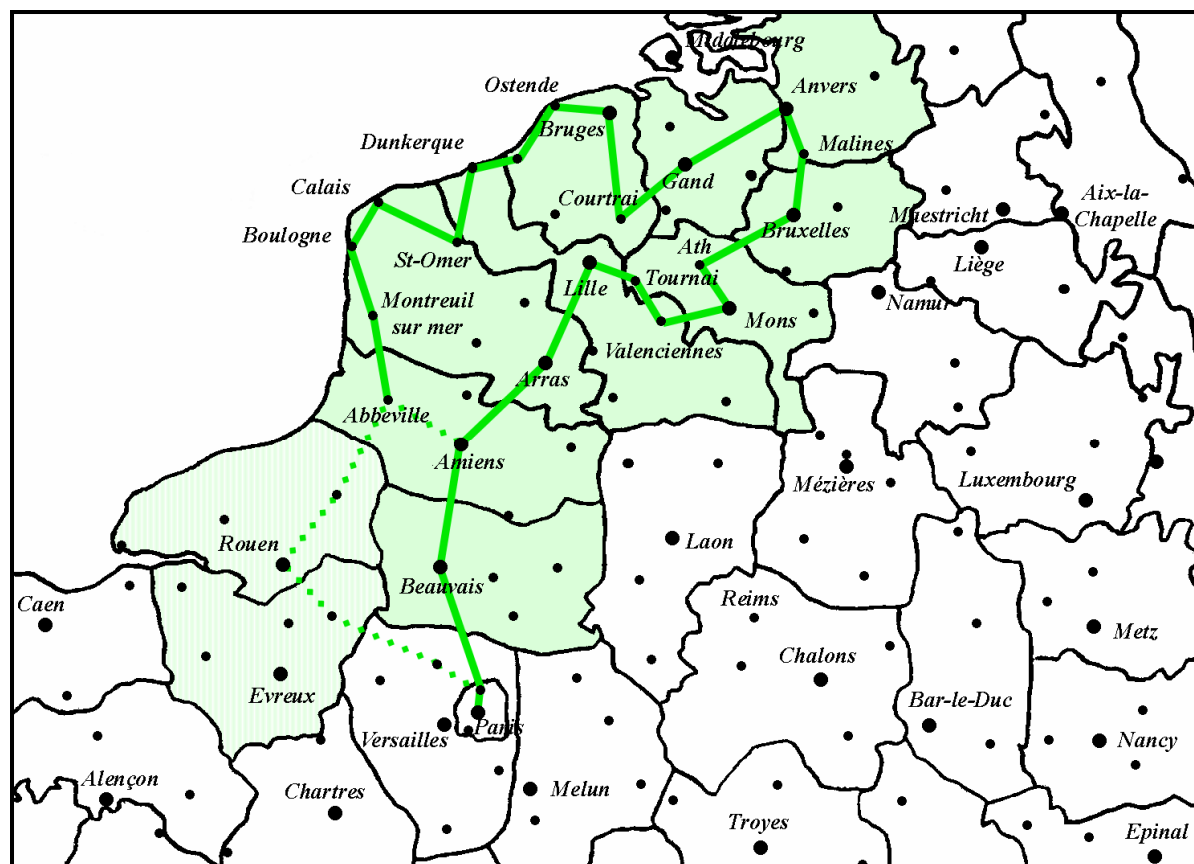 Middlebourg
Ostende
Anvers
Bruges
Dunkerque
Malines
Gand
Calais
Courtrai
Aix-la-
Chapelle
Maestricht
Boulogne
Bruxelles
Ath
St-Omer
Liège
Tournai
Lille
Montreuil
sur mer
Namur
Mons
Valenciennes
Arras
Abbeville
Amiens
Mézières
Luxembourg
Rouen
Laon
Beauvais
Reims
Caen
Metz
Chalons
Evreux
Bar-le-Duc
Paris
Versailles
Nancy
Alençon
Chartres
Melun
Troyes
Epinal